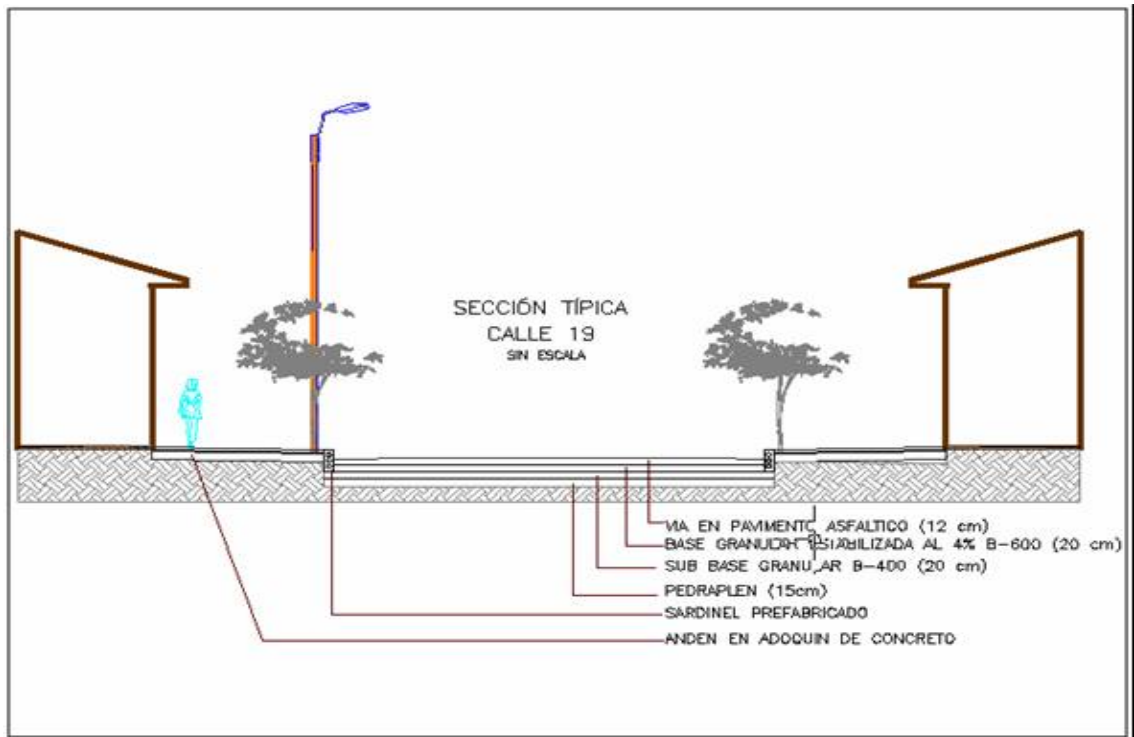 SECCIÓN TÍPICA
CALLE 19
SIN ESCALA
VIA EN PAVIMENTO ASFALTICO (12 cm)
BASE GRANULAR ESTABILIZADA AL 4% B-600 (20 cm)
SUB BASE GRANULAR B-400 (20 cm)
PEDRAPLEN (15cm)
SARDINEL PREFABRICADO
ANDEN EN ADOQUIN DE CONCRETO